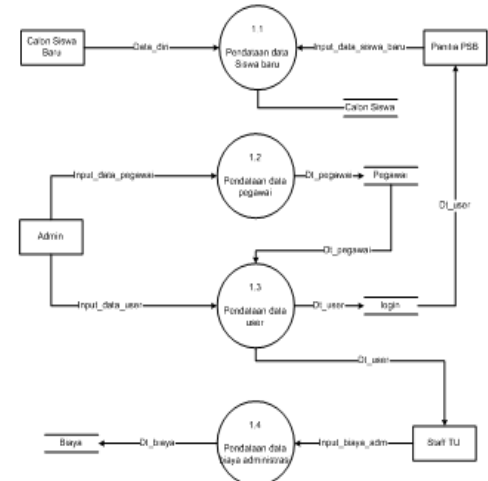 1.1
Calon Siswa
Baru
Data_diri
Pendataan data
Siswa baru
Input_data_siswa_baru
Panitia PSB
Calon Siswa
1.2
Input_data_pegawai
Pendataan data
pegawai
Dt_pegawai
Pegawai
Dt_user
Admin
Dt_pegawai
1.3
Input_data_user
Pendataan data
user
Dt_user
login
Dt_user
1.4
Biaya
Dt_biaya
Pendataan data
biaya administrasi
Input_biaya_adm
Staff TU